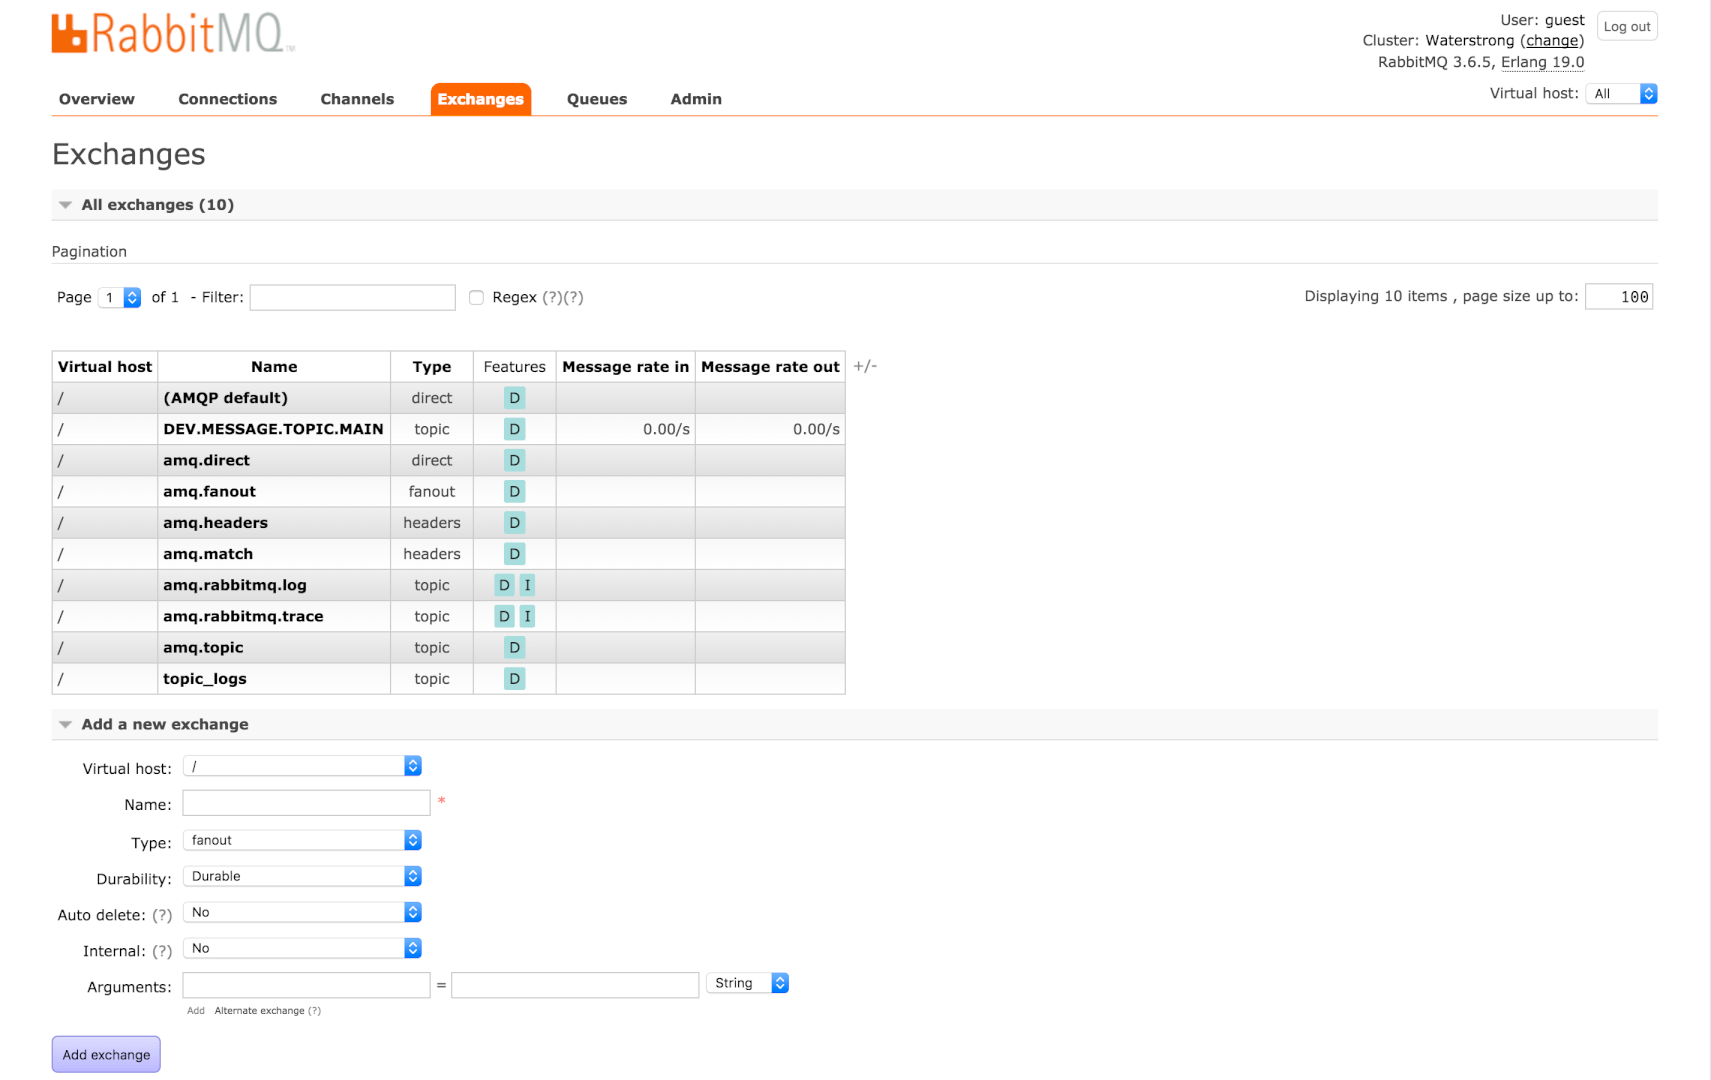 RabbitMQ TM
User: guest
Log out
Cluster: Waterstrong (change)
RabbitMQ 3.6.5, Erlang 19.0
Overview Connections Channels Exchanges Queues Admin
Virtual host: All
Exchanges
All exchanges (10)
Pagination
Page 1 of 1 - Filter: Regex (?)(?) Displaying 10 items , page size up to: 100
Virtual host Name Type Features Message rate in Message rate out +/-
/ (AMQP default) direct D
/ DEV.MESSAGE.TOPIC.MAIN topic D 0.00/s 0.00/s
/ amq.direct direct D
/ amq.fanout fanout D
/ amq.headers headers D
/ amq.match headers D
/ amq.rabbitmq.log topic D I
/ amq.rabbitmq.trace topic D I
/ amq.topic topic D
/ topic_logs topic D
Add a new exchange
Virtual host: /
Name: *
Type: fanout
Durability: Durable
Auto delete: (?) No
Internal: (?) No
Arguments: = String
Add Alternate exchange (?)
Add exchange